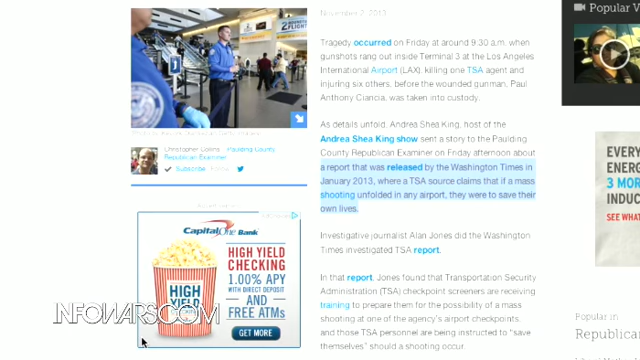 November 2, 2013
Tragedy occurred on Friday at around 9:30 a.m. when
gunshots rang out inside Terminal 3 at the Los Angeles
International Airport (LAX), killing one TSA agent and
injuring six others, before the wounded gunman, Paul
Anthony Ciancia, was taken into custody.
As details unfold, Andrea Shea King, host of the
Andrea Shea King show sent a story to the Paulding
County Republican Examiner on Friday afternoon about
a report that was released by the Washington Times in
January 2013, where a TSA source claims that if a mass
shooting unfolded in any airport, they were to save their
own lives.
Investigative journalist Alan Jones did the Washington
Times investigated TSA report.
In that report, Jones found that Transportation Security
Administration (TSA) checkpoint screeners are receiving
training to prepare them for the possibility of a mass
shooting at one of the agency's airport checkpoints,
and those TSA personnel are being instructed to “save
themselves” should a shooting occur.
Paulding County
Republican Examiner
Subscribe
Capital One Bank
HIGH YIELD
CHECKING
1.00% APY
WITH DIRECT DEPOSIT
AND
FREE ATMs
GET MORE
HIGH
YIELD
INFOWARS.COM
Popular V
EVERY
ENERG
3 MOR
INDUC
SEE WHAT
Popular in
Republican